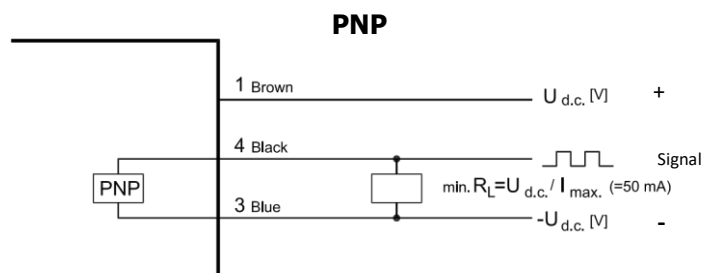 PNP
1 Brown
U d.c. [V] +
4 Black
Signal
PNP
min. RL=U d.c. / I max. (=50 mA)
3 Blue
-U d.c. [V] -